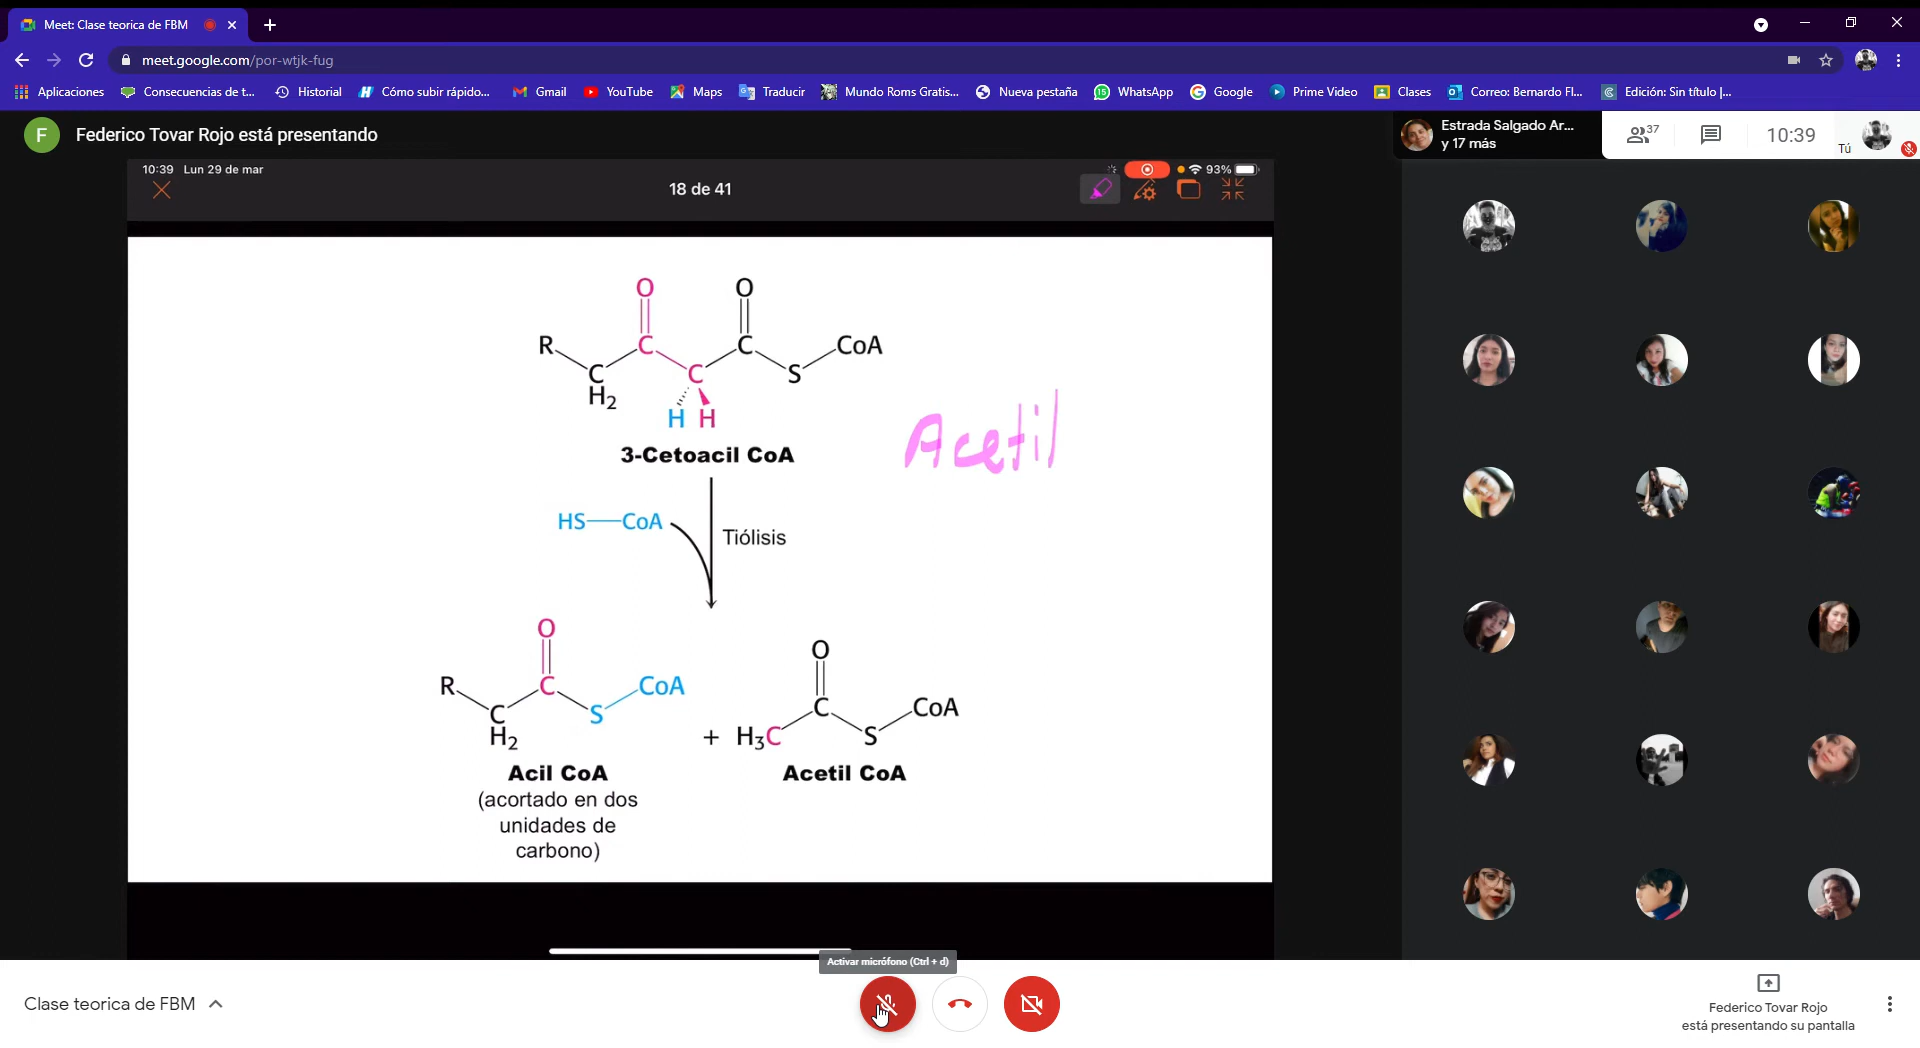 Meet: Clase teorica de FBM
meet.google.com/por-wtjk-fug
Aplicaciones Consecuencias de t... Historial Cómo subir rápido... Gmail YouTube Maps Traducir Mundo Roms Gratis... Nueva pestaña WhatsApp Google Prime Video Clases Correo: Bernardo Fl... Edición: Sin título |...
F Federico Tovar Rojo está presentando
Estrada Salgado Ar...
y 17 más
37
10:39
Tú
10:39 Lun 29 de mar
93%
18 de 41
O O
R C C CoA
C C S
H₂ H H
3-Cetoacil CoA
Acetil
HS CoA
Tiólisis
O O
R C CoA C CoA
C S + H₃C S
H₂
Acil CoA Acetil CoA
(acortado en dos
unidades de
carbono)
Activar micrófono (Ctrl + d)
Clase teorica de FBM
Federico Tovar Rojo
está presentando su pantalla